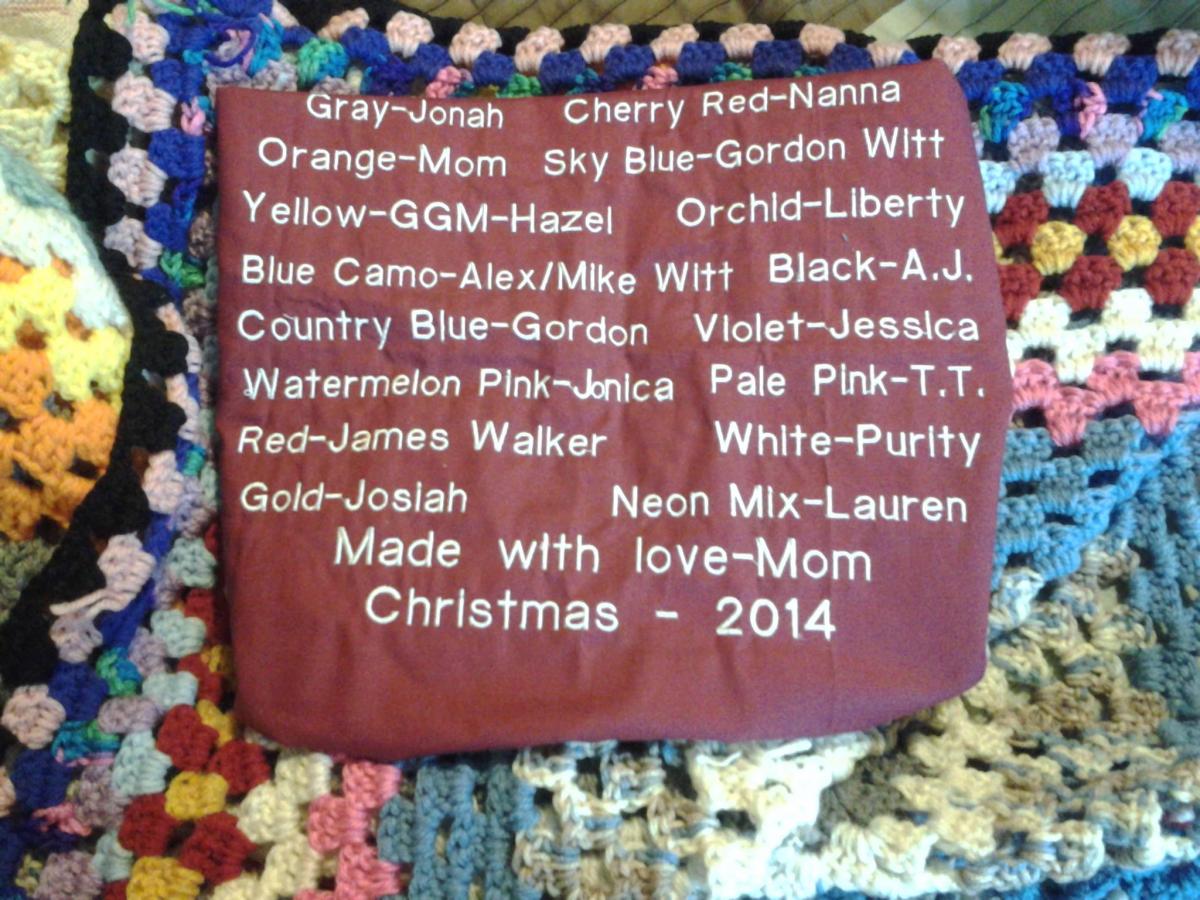 Gray-Jonah Cherry Red-Nanna
Orange-Mom Sky Blue-Gordon Witt
Yellow-GGM-Hazel Orchid-Liberty
Blue Camo-Alex/Mike Witt Black-A.J.
Country Blue-Gordon Violet-Jessica
Watermelon Pink-Jonica Pale Pink-T.T.
Red-James Walker White-Purity
Gold-Josiah Neon Mix-Lauren
Made with love-Mom
Christmas - 2014